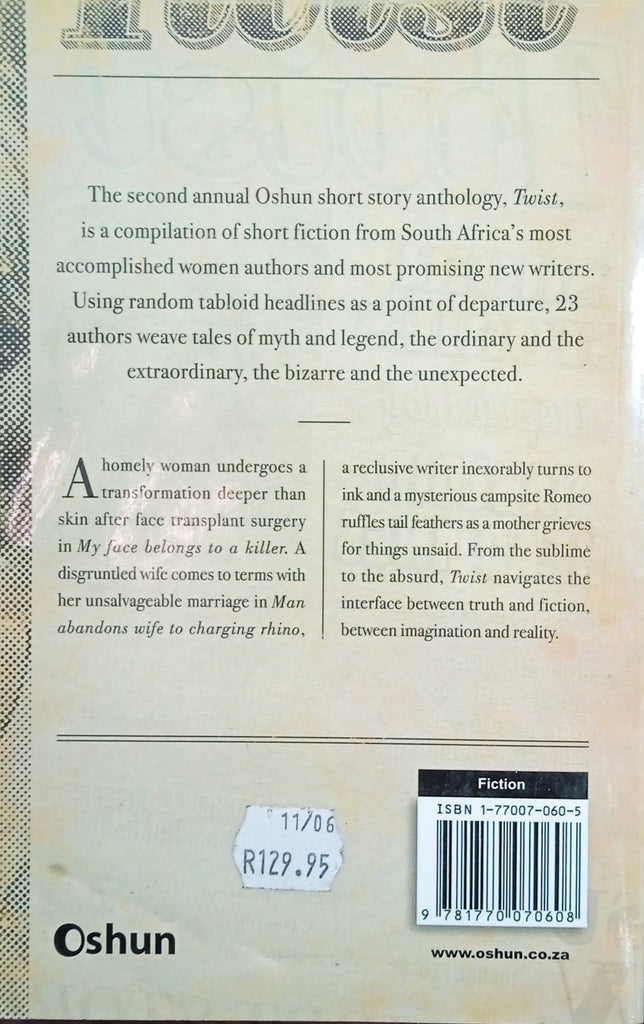 Twist
The second annual Oshun short story anthology, Twist,
is a compilation of short fiction from South Africa's most
accomplished women authors and most promising new writers.
Using random tabloid headlines as a point of departure, 23
authors weave tales of myth and legend, the ordinary and the
extraordinary, the bizarre and the unexpected.
A homely woman undergoes a
transformation deeper than
skin after face transplant surgery
in My face belongs to a killer. A
disgruntled wife comes to terms with
her unsalvageable marriage in Man
abandons wife to charging rhino,
a reclusive writer inexorably turns to
ink and a mysterious campsite Romeo
ruffles tail feathers as a mother grieves
for things unsaid. From the sublime
to the absurd, Twist navigates the
interface between truth and fiction,
between imagination and reality.
11/06
R129.95
Fiction
ISBN 1-77007-060-5
9 781770 070608
Oshun
www.oshun.co.za